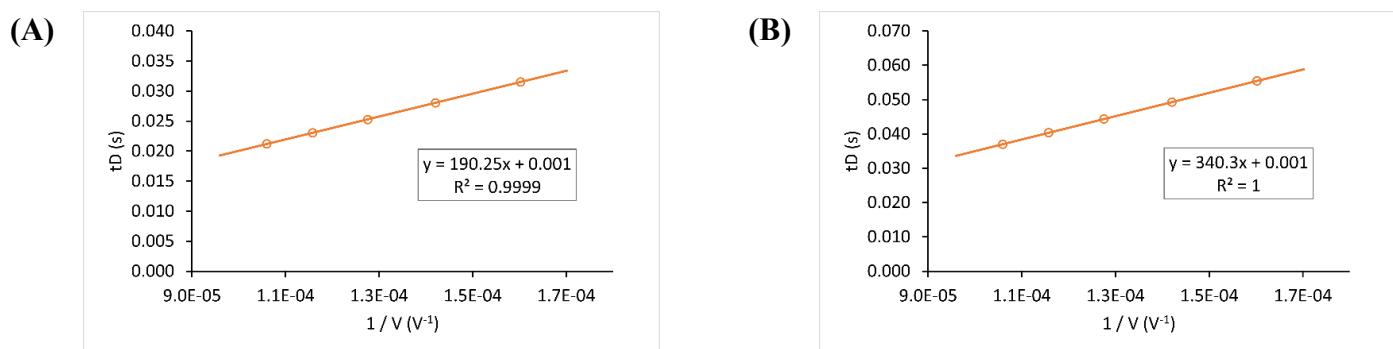 (A)
0.040
0.035
0.030
0.025
0.020
0.015
0.010
0.005
0.000
tD (s)
y = 190.25x + 0.001
R² = 0.9999
9.0E-05 1.1E-04 1.3E-04 1.5E-04 1.7E-04
1 / V (V⁻¹)
(B)
0.070
0.060
0.050
0.040
0.030
0.020
0.010
0.000
tD (s)
y = 340.3x + 0.001
R² = 1
9.0E-05 1.1E-04 1.3E-04 1.5E-04 1.7E-04
1 / V (V⁻¹)